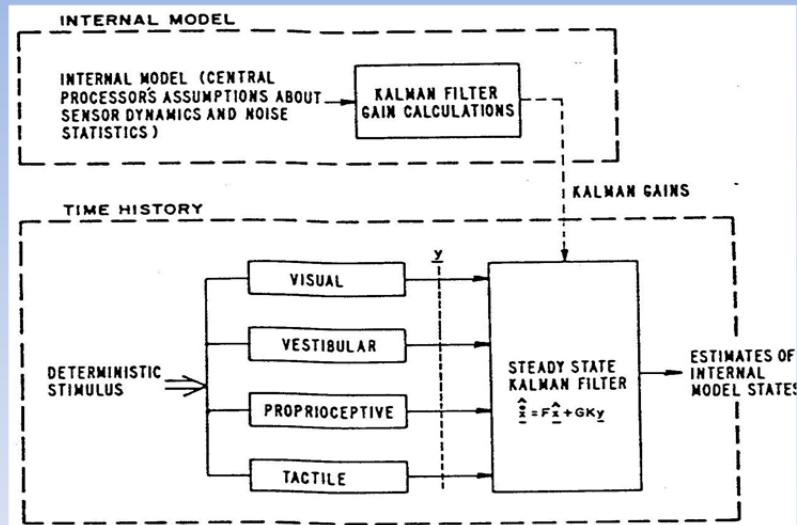 INTERNAL MODEL
INTERNAL MODEL (CENTRAL
PROCESSOR'S ASSUMPTIONS ABOUT
SENSOR DYNAMICS AND NOISE
STATISTICS)
KALMAN FILTER
GAIN CALCULATIONS
KALMAN GAINS
TIME HISTORY
y
VISUAL
VESTIBULAR
DETERMINISTIC
STIMULUS
PROPRIOCEPTIVE
TACTILE
STEADY STATE
KALMAN FILTER
x̂̇ = Fx̂ + GKy
ESTIMATES OF
INTERNAL
MODEL STATES